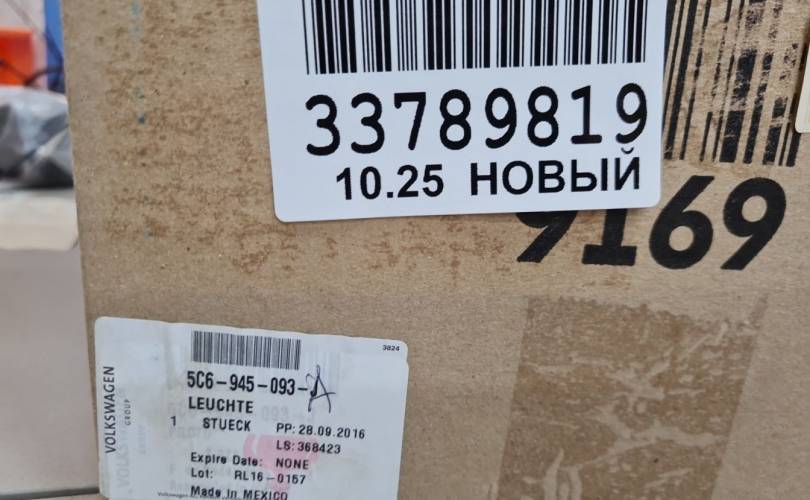 33789819
10.25 НОВЫЙ
9169
3824
VOLKSWAGEN
GROUP
5C6-945-093-A
LEUCHTE
1 STUECK PP: 28.09.2016
LS: 368423
Expire Date: NONE
Lot: RL16-0157
Made in MEXICO